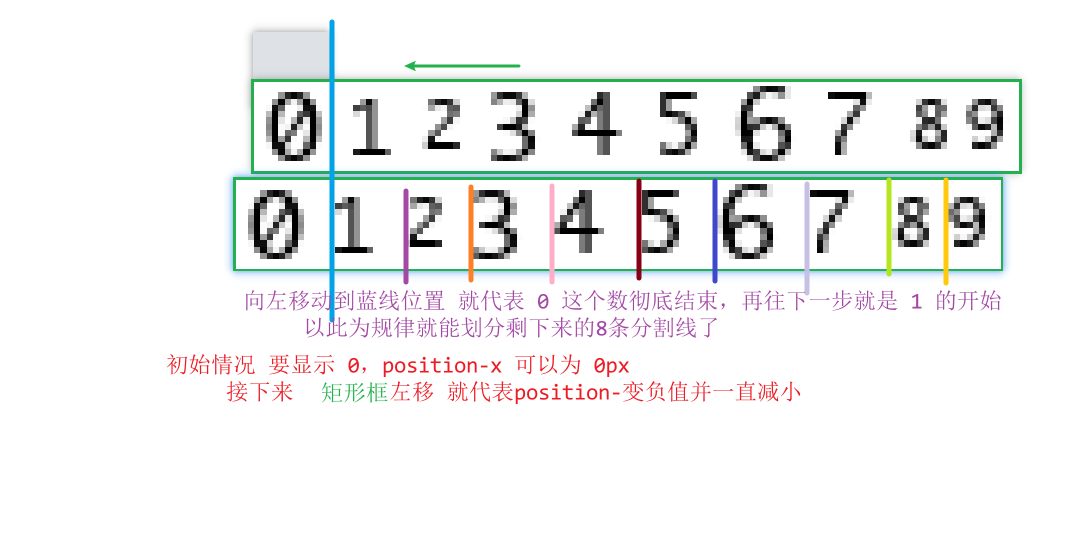 0 1 2 3 4 5 6 7 8 9
0 1 2 3 4 5 6 7 8 9
向左移动到蓝线位置 就代表 0 这个数彻底结束，再往下一步就是 1 的开始
以此为规律就能划分剩下来的8条分割线了
初始情况 要显示 0，position-x 可以为 0px
接下来 矩形框左移 就代表position-变负值并一直减小